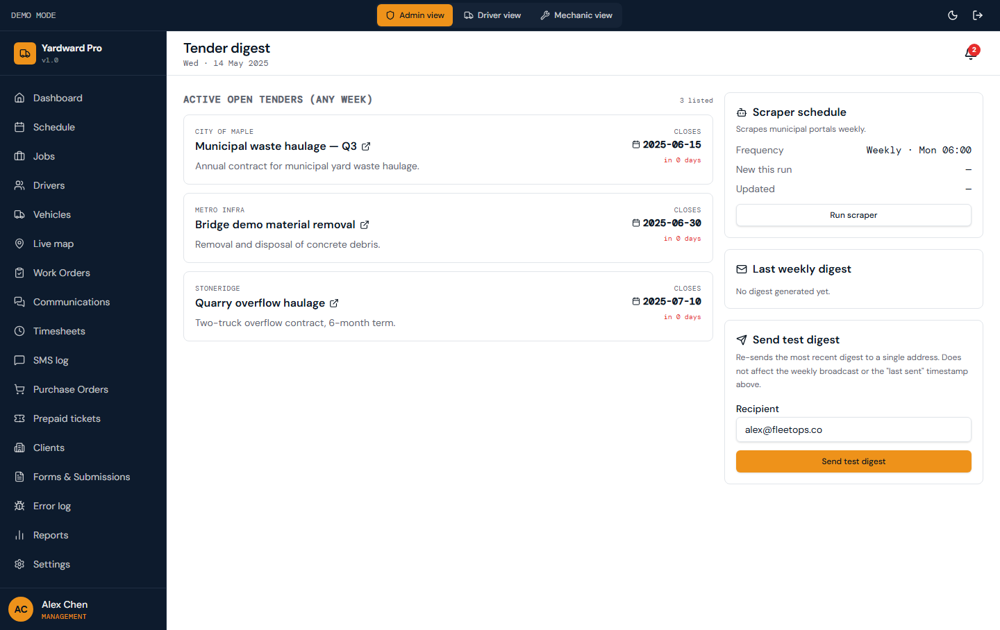 DEMO MODE
Admin view
Driver view
Mechanic view
Yardward Pro
v1.0
Dashboard
Schedule
Jobs
Drivers
Vehicles
Live map
Work Orders
Communications
Timesheets
SMS log
Purchase Orders
Prepaid tickets
Clients
Forms & Submissions
Error log
Reports
Settings
AC
Alex Chen
MANAGEMENT
Tender digest
Wed · 14 May 2025
2
ACTIVE OPEN TENDERS (ANY WEEK)
3 listed
CITY OF MAPLE
Municipal waste haulage — Q3
Annual contract for municipal yard waste haulage.
CLOSES
2025-06-15
in 0 days
METRO INFRA
Bridge demo material removal
Removal and disposal of concrete debris.
CLOSES
2025-06-30
in 0 days
STONERIDGE
Quarry overflow haulage
Two-truck overflow contract, 6-month term.
CLOSES
2025-07-10
in 0 days
Scraper schedule
Scrapes municipal portals weekly.
Frequency Weekly · Mon 06:00
New this run —
Updated —
Run scraper
Last weekly digest
No digest generated yet.
Send test digest
Re-sends the most recent digest to a single address. Does
not affect the weekly broadcast or the "last sent" timestamp
above.
Recipient
alex@fleetops.co
Send test digest